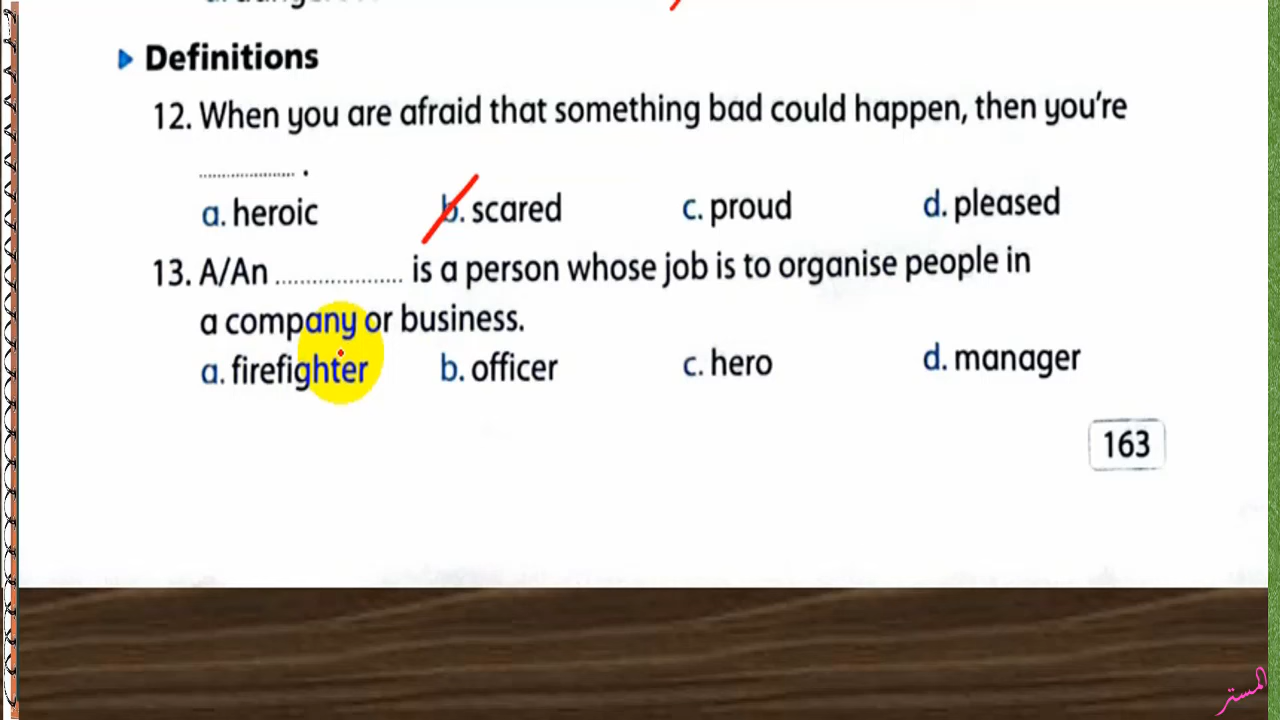 Definitions
12. When you are afraid that something bad could happen, then you're
..................... .
a. heroic b. scared c. proud d. pleased
13. A/An ..................... is a person whose job is to organise people in
a company or business.
a. firefighter b. officer c. hero d. manager
163
المستر